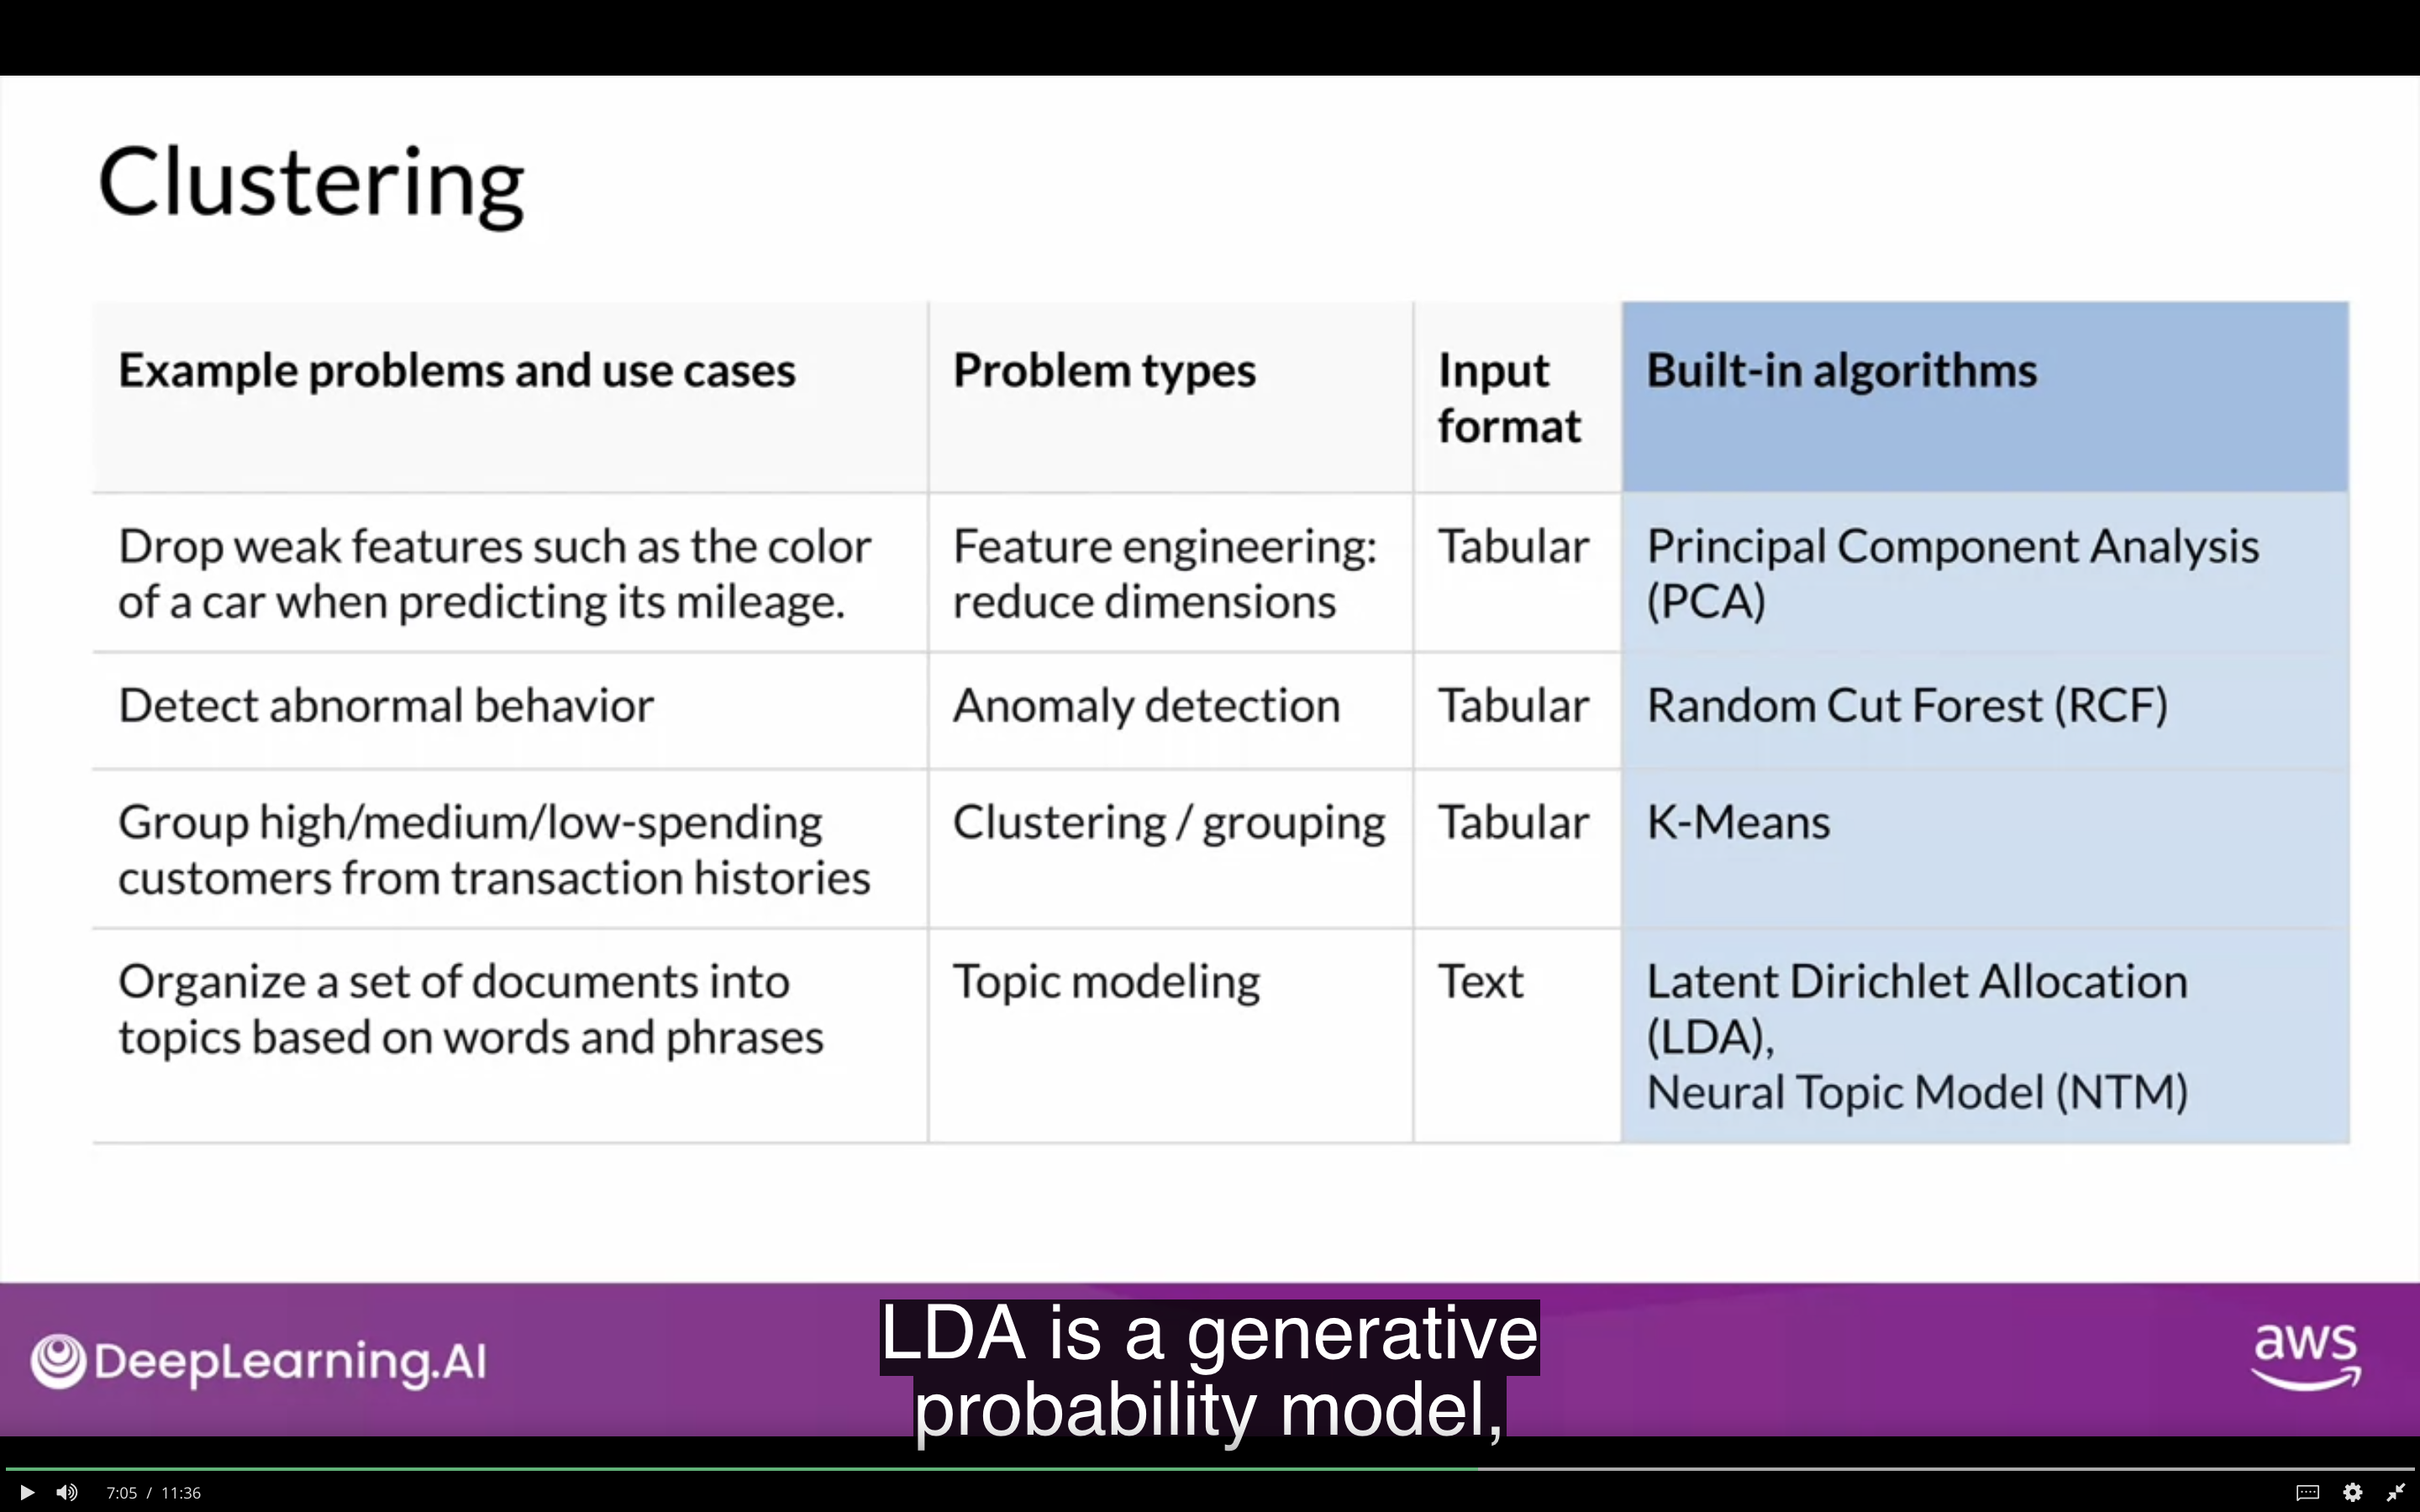 Clustering
Example problems and use cases
Problem types
Input
format
Built-in algorithms
Drop weak features such as the color
of a car when predicting its mileage.
Feature engineering:
reduce dimensions
Tabular
Principal Component Analysis
(PCA)
Detect abnormal behavior
Anomaly detection
Tabular
Random Cut Forest (RCF)
Group high/medium/low-spending
customers from transaction histories
Clustering / grouping
Tabular
K-Means
Organize a set of documents into
topics based on words and phrases
Topic modeling
Text
Latent Dirichlet Allocation
(LDA),
Neural Topic Model (NTM)
DeepLearning.AI
LDA is a generative
probability model,
aws
7:05 / 11:36